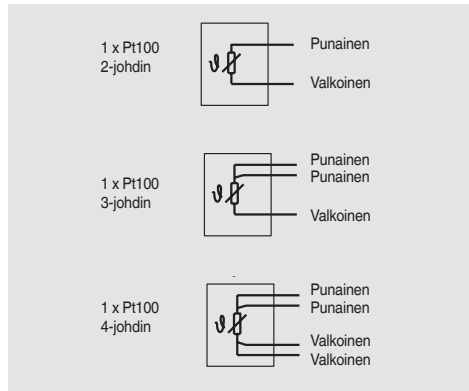 1 x Pt100
2-johdin
Punainen
Valkoinen
1 x Pt100
3-johdin
ϑ
Punainen
Punainen
Valkoinen
ϑ
1 x Pt100
4-johdin
ϑ
Punainen
Punainen
Valkoinen
Valkoinen